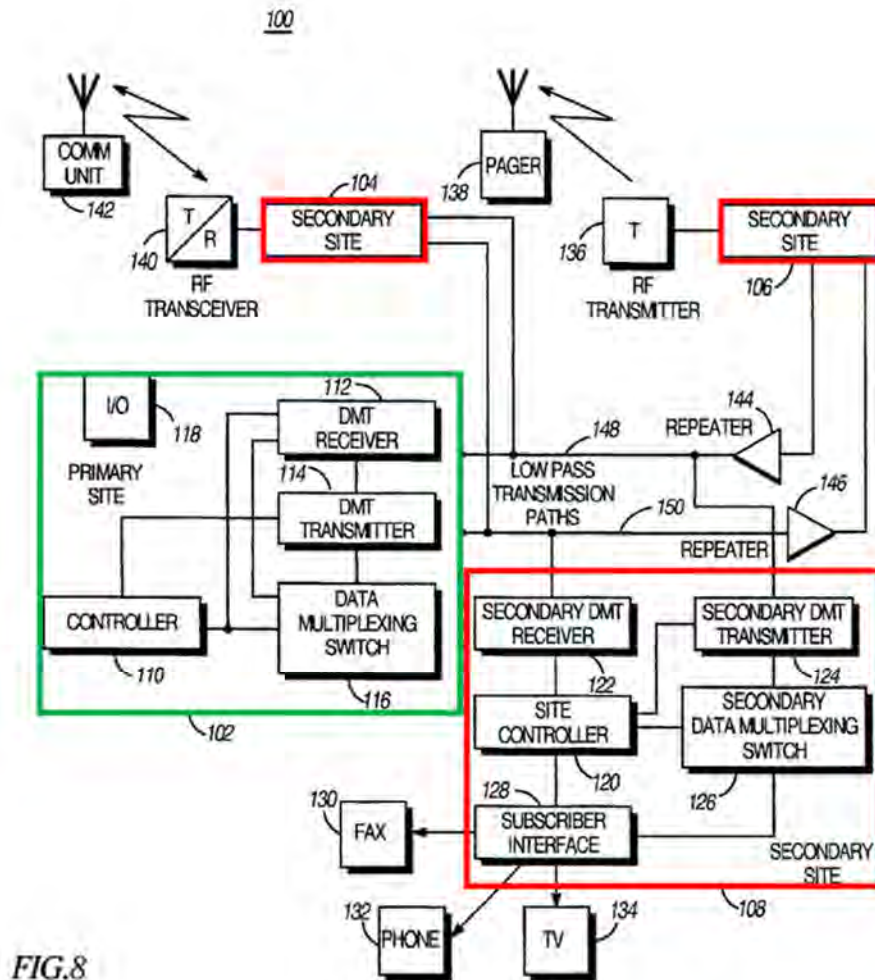 100
COMM
UNIT
142
T
R
140
RF
TRANSCEIVER
104
SECONDARY
SITE
PAGER
138
T
136
RF
TRANSMITTER
SECONDARY
SITE
106
I/O
118
PRIMARY
SITE
112
DMT
RECEIVER
114
DMT
TRANSMITTER
CONTROLLER
110
DATA
MULTIPLEXING
SWITCH
116
102
148
LOW PASS
TRANSMISSION
PATHS
150
REPEATER
144
146
REPEATER
SECONDARY DMT
RECEIVER
122
SECONDARY DMT
TRANSMITTER
124
SITE
CONTROLLER
120
SECONDARY
DATA MULTIPLEXING
SWITCH
126
128
SUBSCRIBER
INTERFACE
SECONDARY
SITE
108
130
FAX
132
PHONE
TV
134
FIG.8